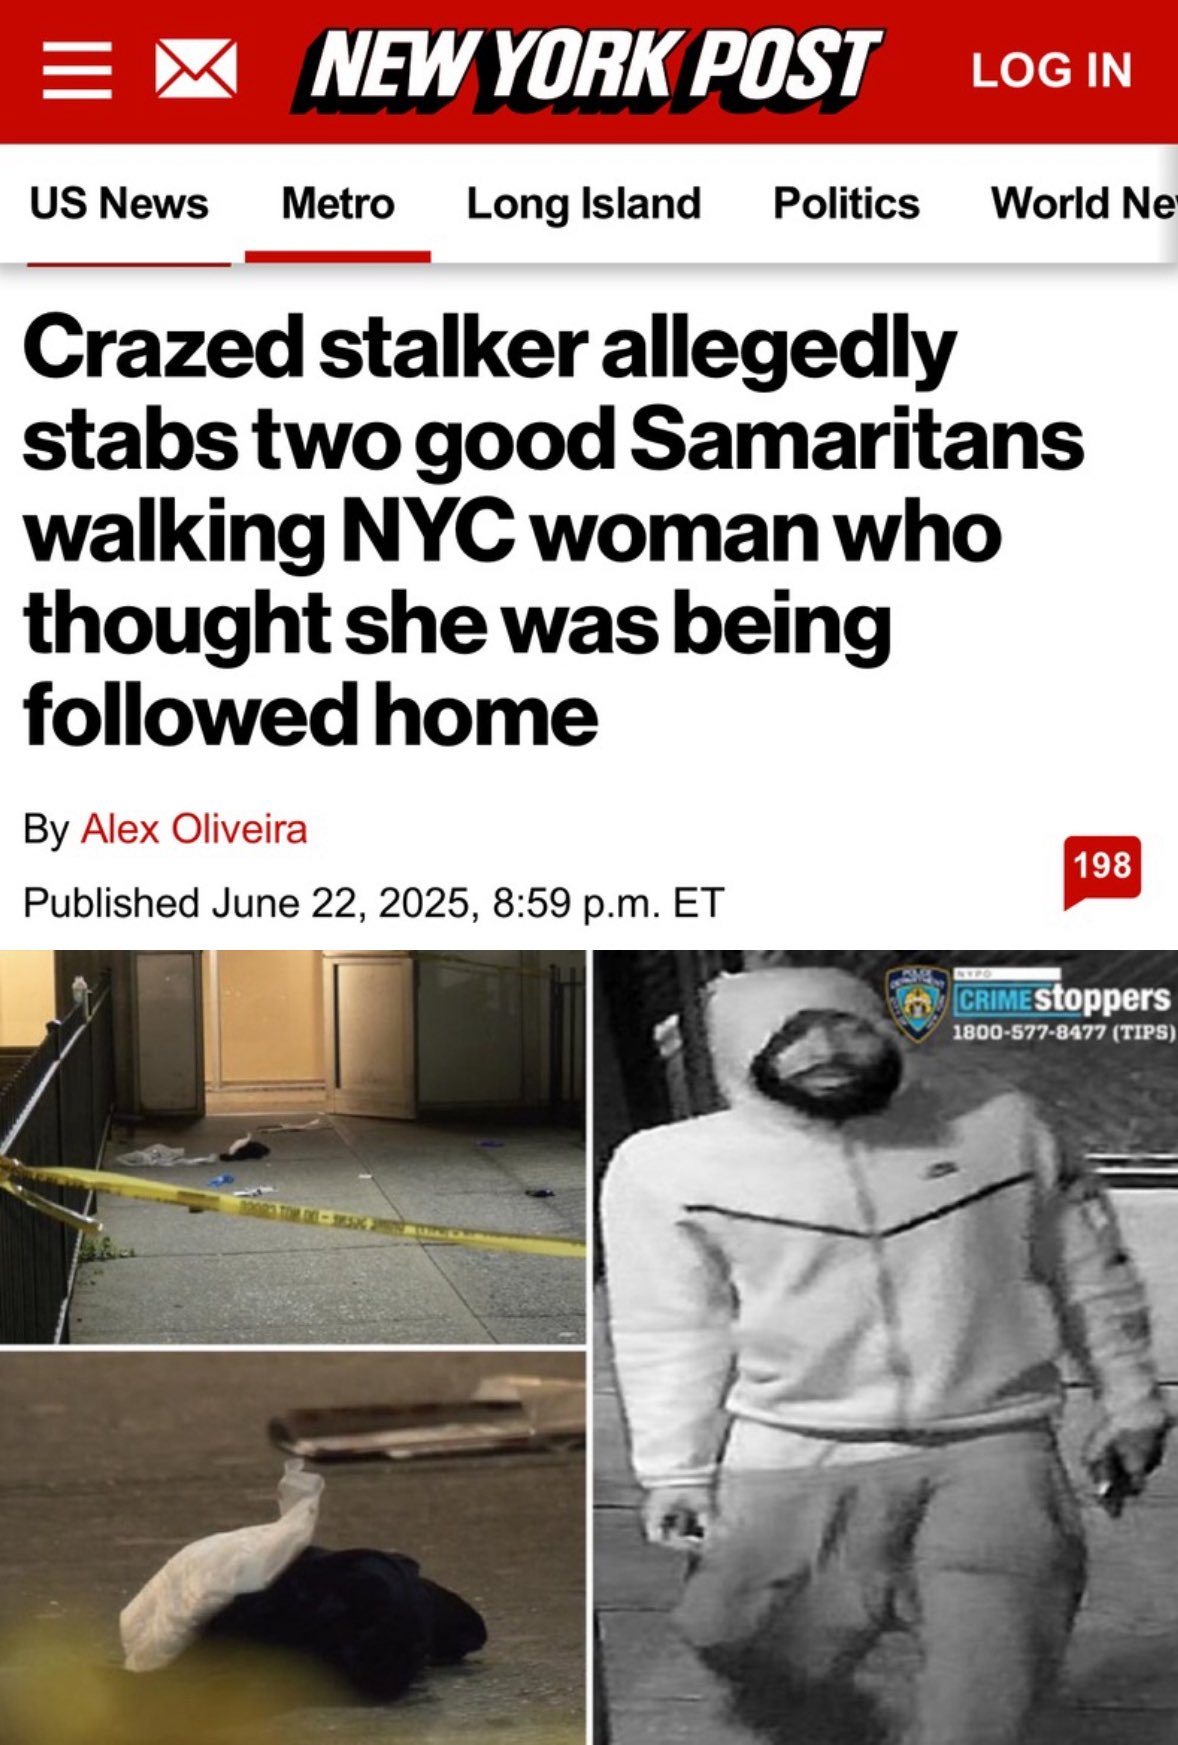 NEW YORK POST
LOG IN
US News Metro Long Island Politics World Ne
Crazed stalker allegedly
stabs two good Samaritans
walking NYC woman who
thought she was being
followed home
By Alex Oliveira
198
Published June 22, 2025, 8:59 p.m. ET
NYPD
CRIMEstoppers
1800-577-8477 (TIPS)